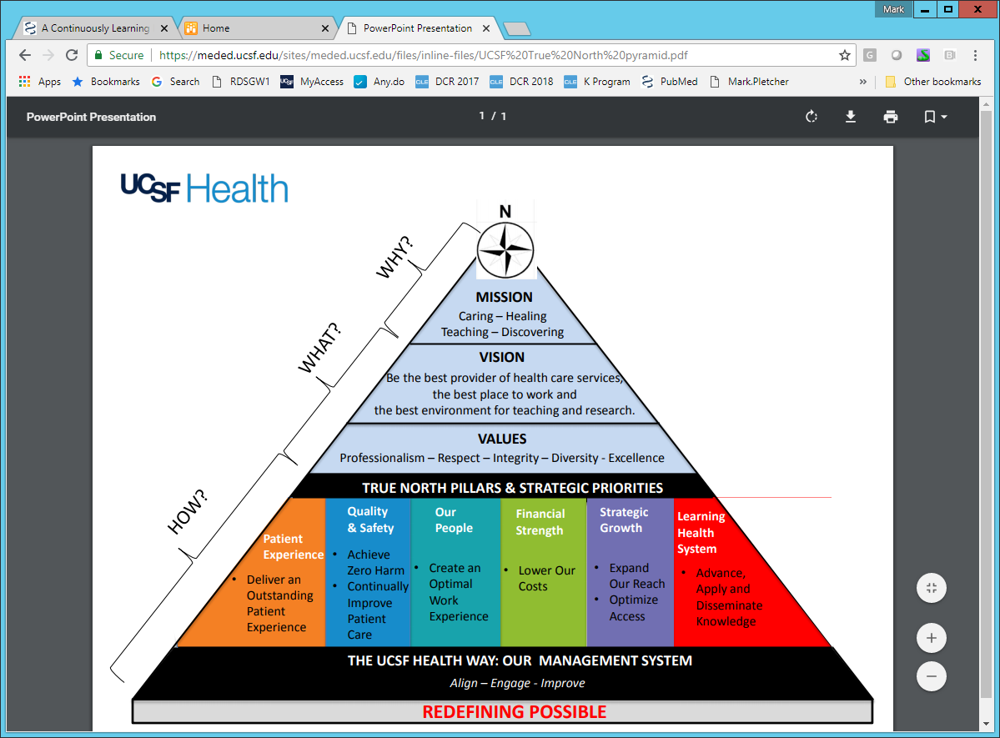 Mark
A Continuously Learning
Home
PowerPoint Presentation
Secure
https://meded.ucsf.edu/sites/meded.ucsf.edu/files/inline-files/UCSF%20True%20North%20pyramid.pdf
G
S
B
Apps
Bookmarks
G Search
RDSGW1
UCSF MyAccess
Any.do
CLE DCR 2017
CLE DCR 2018
CLE K Program
PubMed
Mark.Pletcher
»
Other bookmarks
PowerPoint Presentation
1 / 1
UCSF Health
N
WHY?
WHAT?
HOW?
MISSION
Caring – Healing
Teaching – Discovering
VISION
Be the best provider of health care services,
the best place to work and
the best environment for teaching and research.
VALUES
Professionalism – Respect – Integrity – Diversity - Excellence
TRUE NORTH PILLARS & STRATEGIC PRIORITIES
Patient
Experience
• Deliver an
Outstanding
Patient
Experience
Quality
& Safety
• Achieve
Zero Harm
• Continually
Improve
Patient
Care
Our
People
• Create an
Optimal
Work
Experience
Financial
Strength
• Lower Our
Costs
Strategic
Growth
• Expand
Our Reach
• Optimize
Access
Learning
Health
System
• Advance,
Apply and
Disseminate
Knowledge
THE UCSF HEALTH WAY: OUR MANAGEMENT SYSTEM
Align – Engage - Improve
REDEFINING POSSIBLE